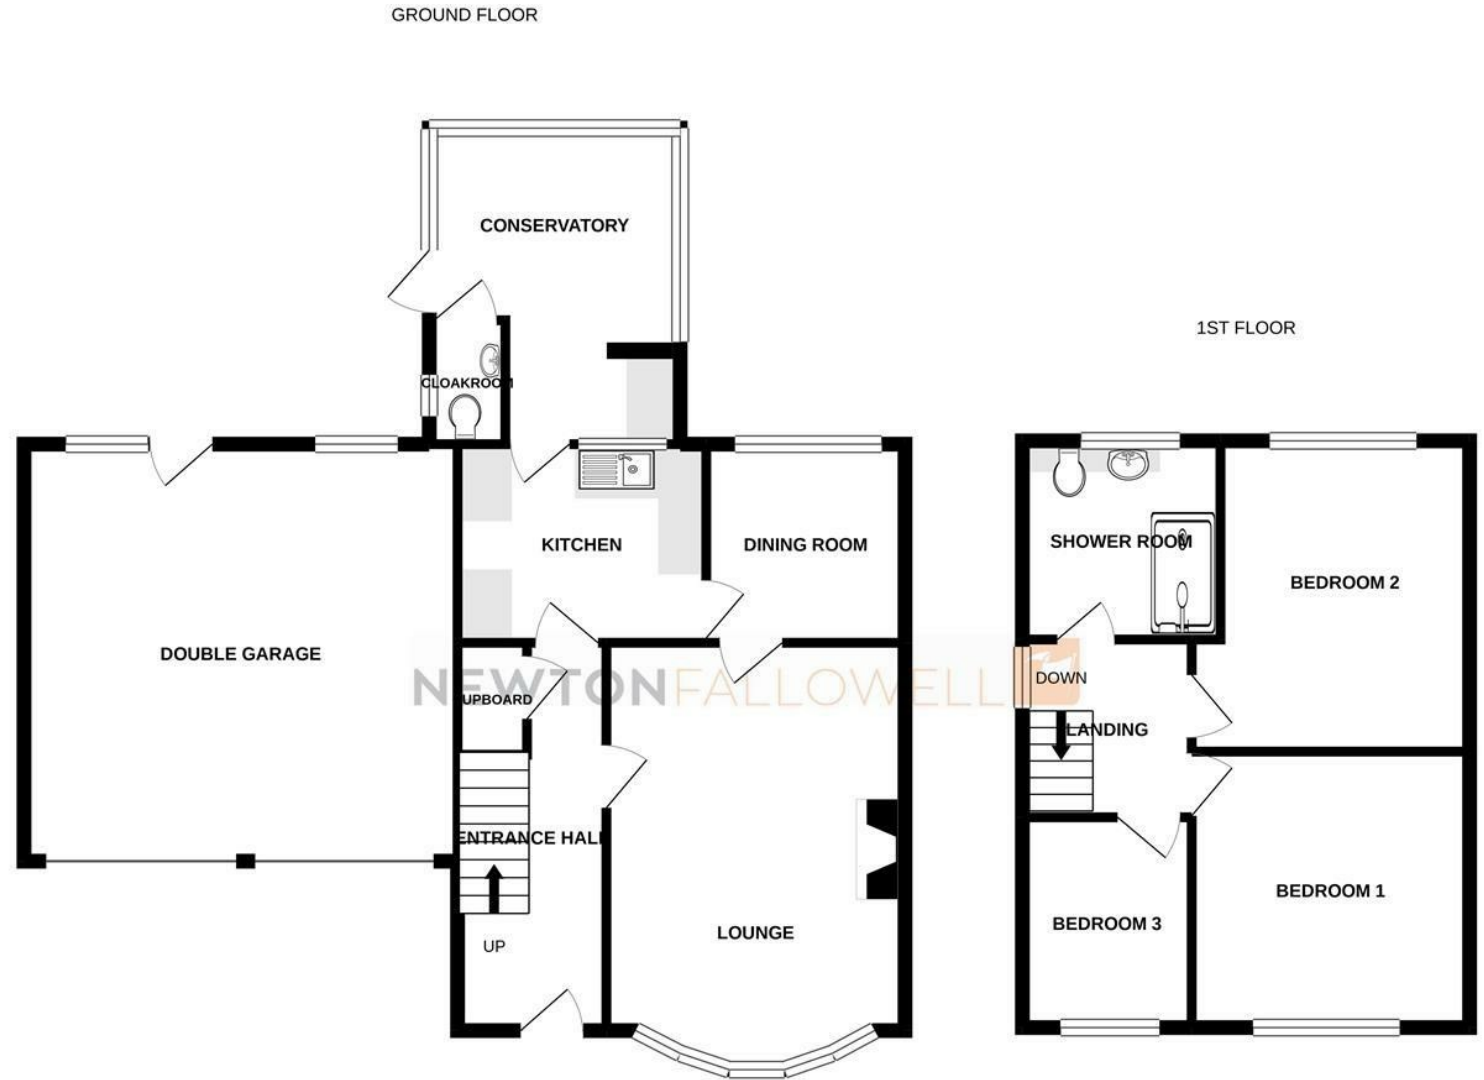 GROUND FLOOR
CONSERVATORY
1ST FLOOR
CLOAKROOM
KITCHEN
DINING ROOM
SHOWER ROOM
BEDROOM 2
DOUBLE GARAGE
NEWTONFALLOWELL
DOWN
UPBOARD
LANDING
ENTRANCE HALL
BEDROOM 1
LOUNGE
BEDROOM 3
UP